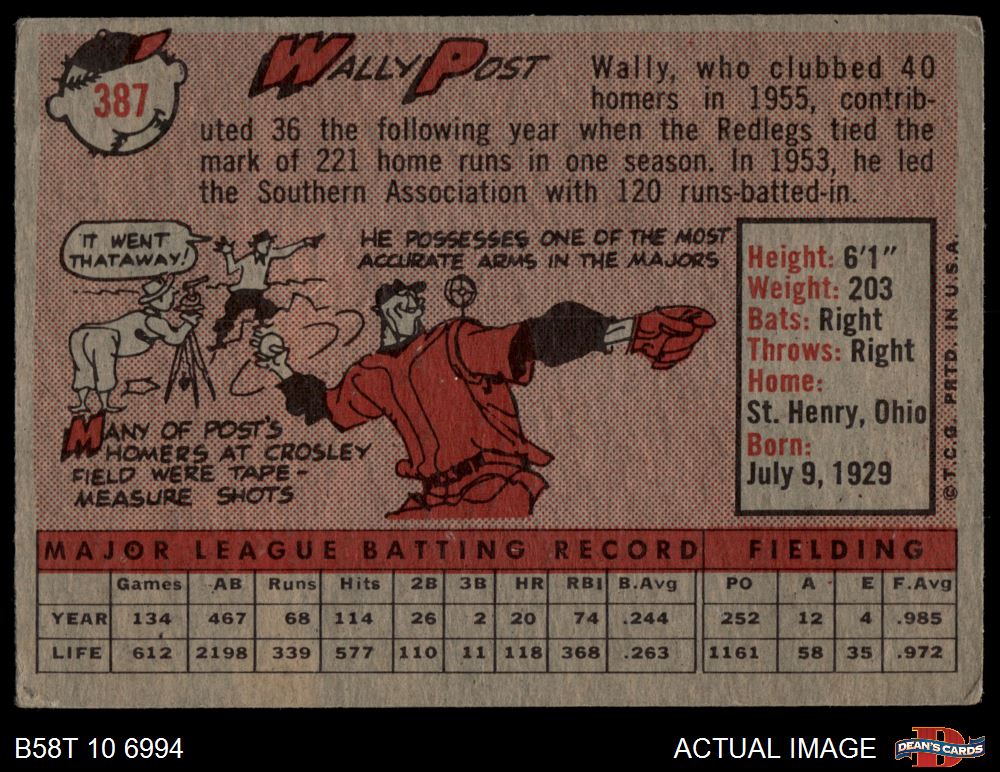 387
WALLY POST
Wally, who clubbed 40
homers in 1955, contrib-
uted 36 the following year when the Redlegs tied the
mark of 221 home runs in one season. In 1953, he led
the Southern Association with 120 runs-batted-in.
IT WENT
THATAWAY!
HE POSSESSES ONE OF THE MOST
ACCURATE ARMS IN THE MAJORS
MANY OF POST'S
HOMERS AT CROSLEY
FIELD WERE TAPE-
MEASURE SHOTS
Height: 6'1"
Weight: 203
Bats: Right
Throws: Right
Home:
St. Henry, Ohio
Born:
July 9, 1929
© T.C.G. PRTD. IN U.S.A.
MAJOR LEAGUE BATTING RECORD FIELDING
Games AB Runs Hits 2B 3B HR RBI B.Avg PO A E F.Avg
YEAR 134 467 68 114 26 2 20 74 .244 252 12 4 .985
LIFE 612 2198 339 577 110 11 118 368 .263 1161 58 35 .972
B58T 10 6994
ACTUAL IMAGE
D
DEAN'S CARDS